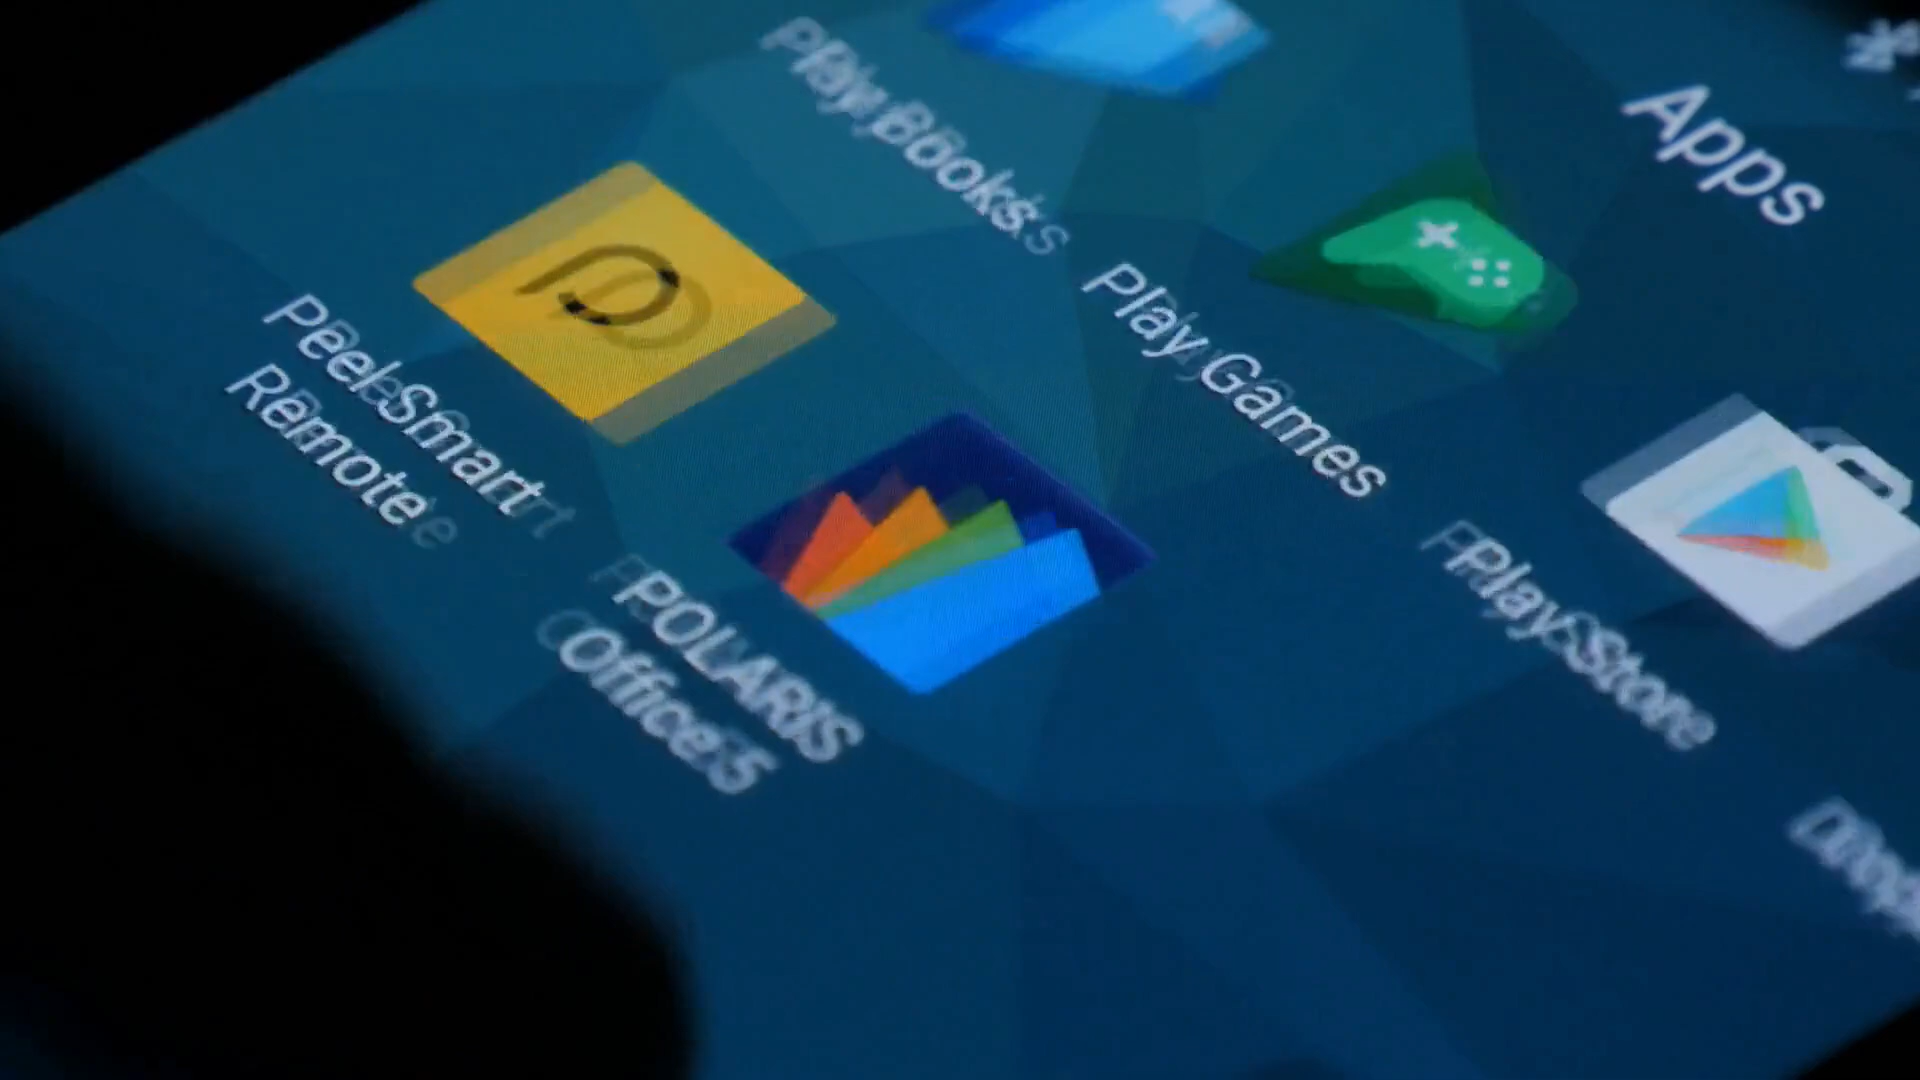 Apps
Play Books
Play Games
Play Store
Peel Smart
Remote
POLARIS
Office 5